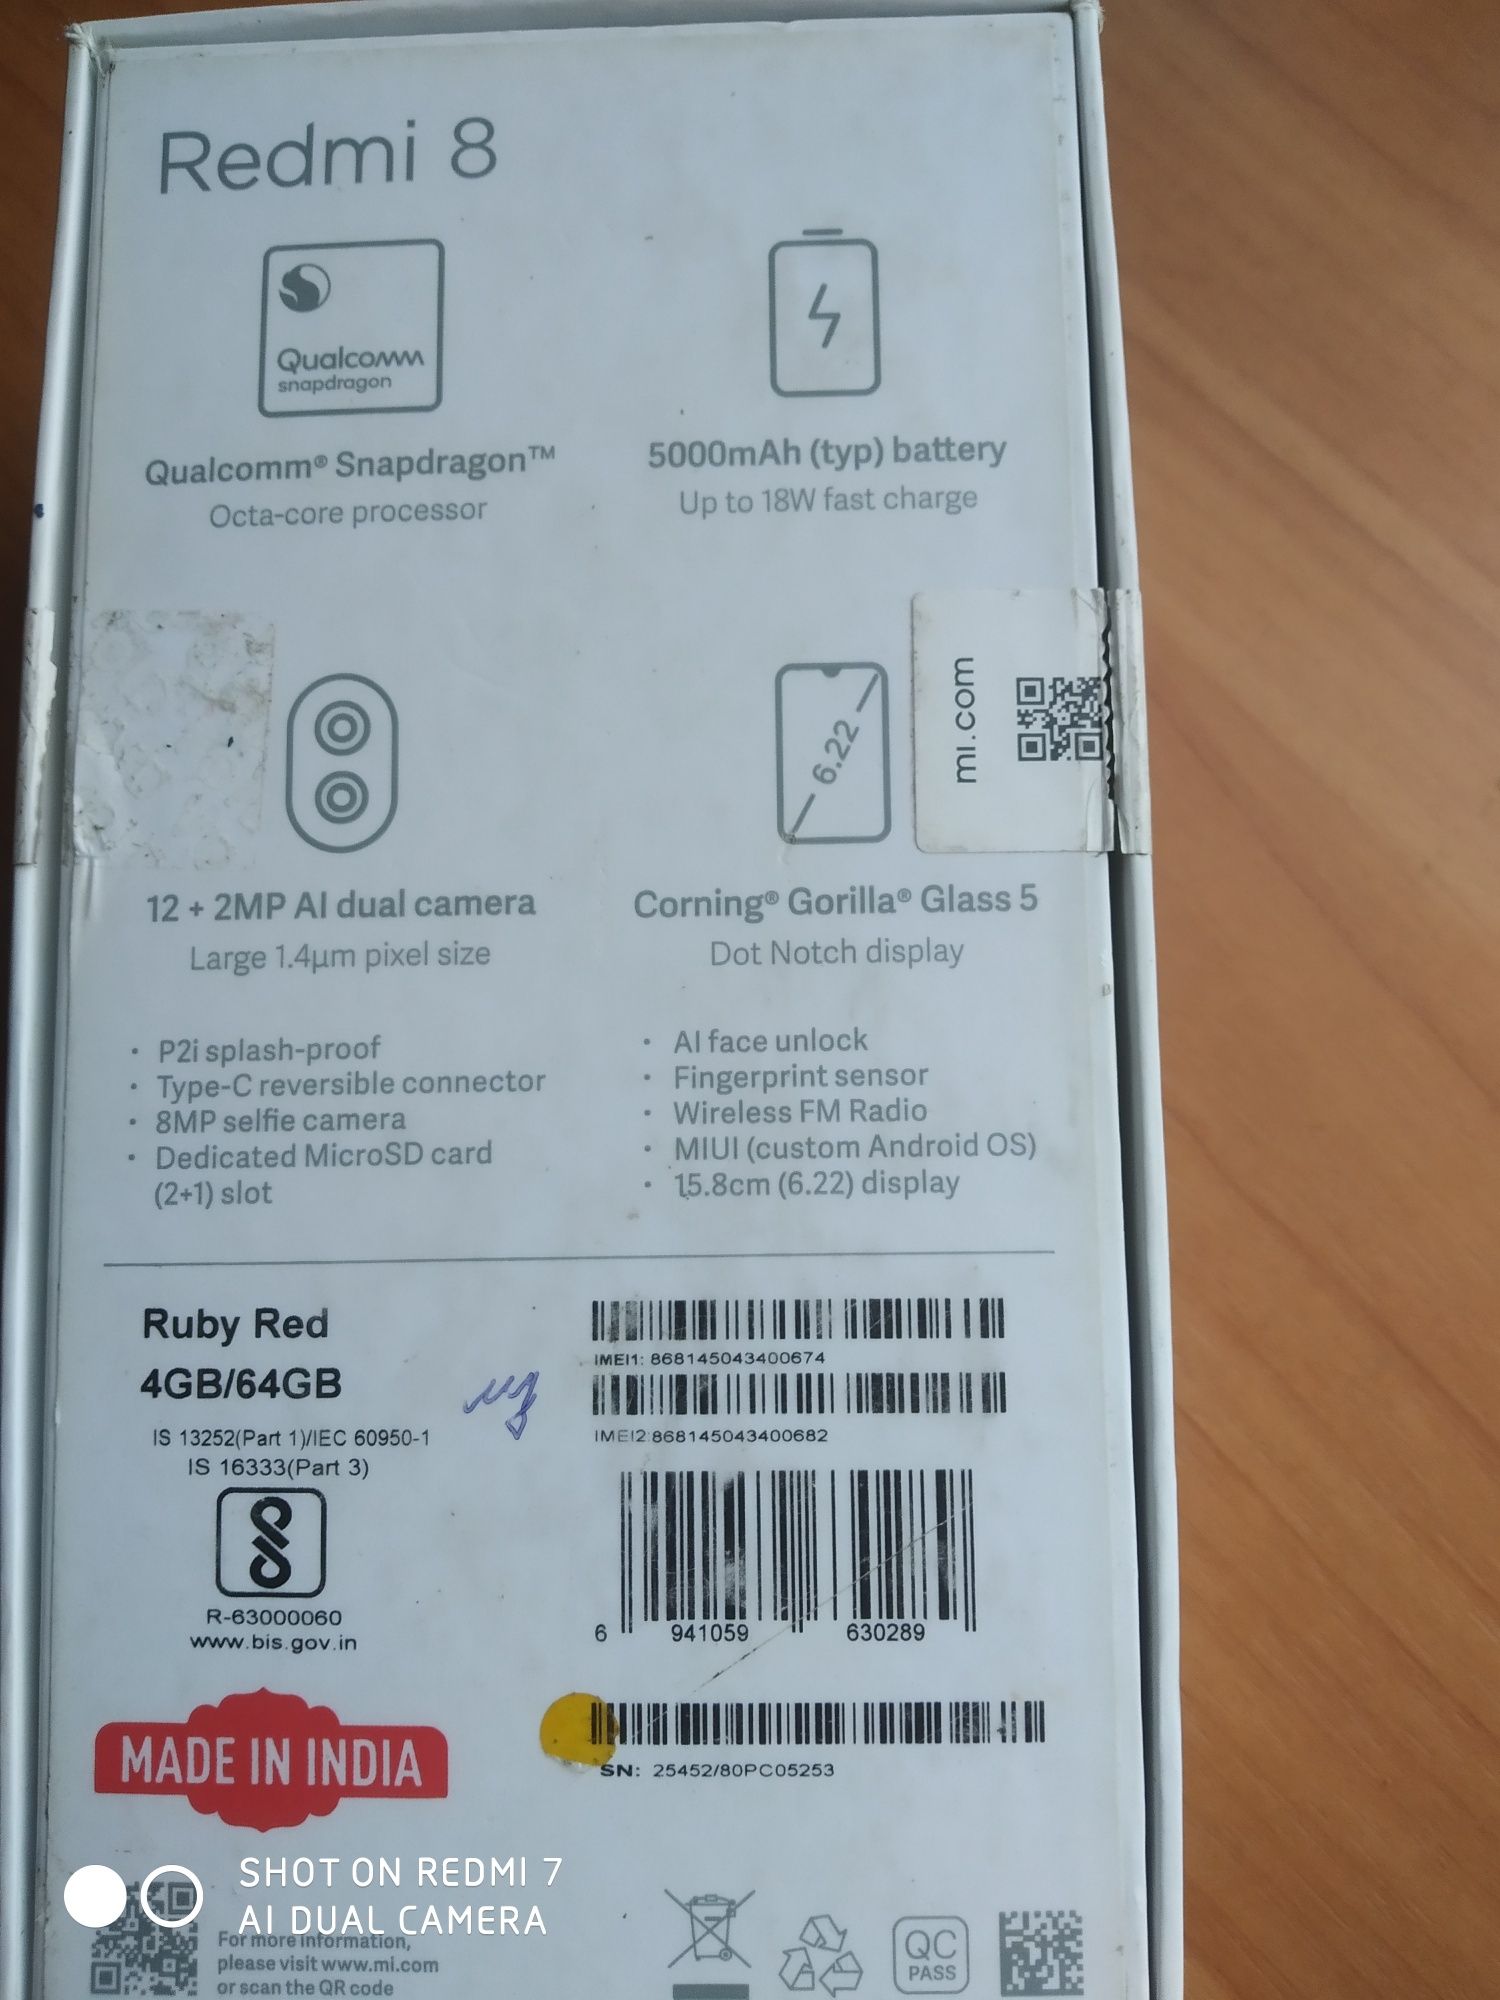 Redmi 8
Qualcomm
snapdragon
Qualcomm® Snapdragon™
Octa-core processor
5000mAh (typ) battery
Up to 18W fast charge
6.22
mi.com
12 + 2MP AI dual camera
Large 1.4µm pixel size
Corning® Gorilla® Glass 5
Dot Notch display
• P2i splash-proof
• Type-C reversible connector
• 8MP selfie camera
• Dedicated MicroSD card
(2+1) slot
• AI face unlock
• Fingerprint sensor
• Wireless FM Radio
• MIUI (custom Android OS)
• 15.8cm (6.22) display
Ruby Red
4GB/64GB
IS 13252(Part 1)/IEC 60950-1
IS 16333(Part 3)
R-63000060
www.bis.gov.in
IMEI1: 868145043400674
IMEI2:868145043400682
6 941059 630289
SN: 25452/80PC05253
MADE IN INDIA
SHOT ON REDMI 7
AI DUAL CAMERA
For more information,
please visit www.mi.com
or scan the QR code
QC
PASS